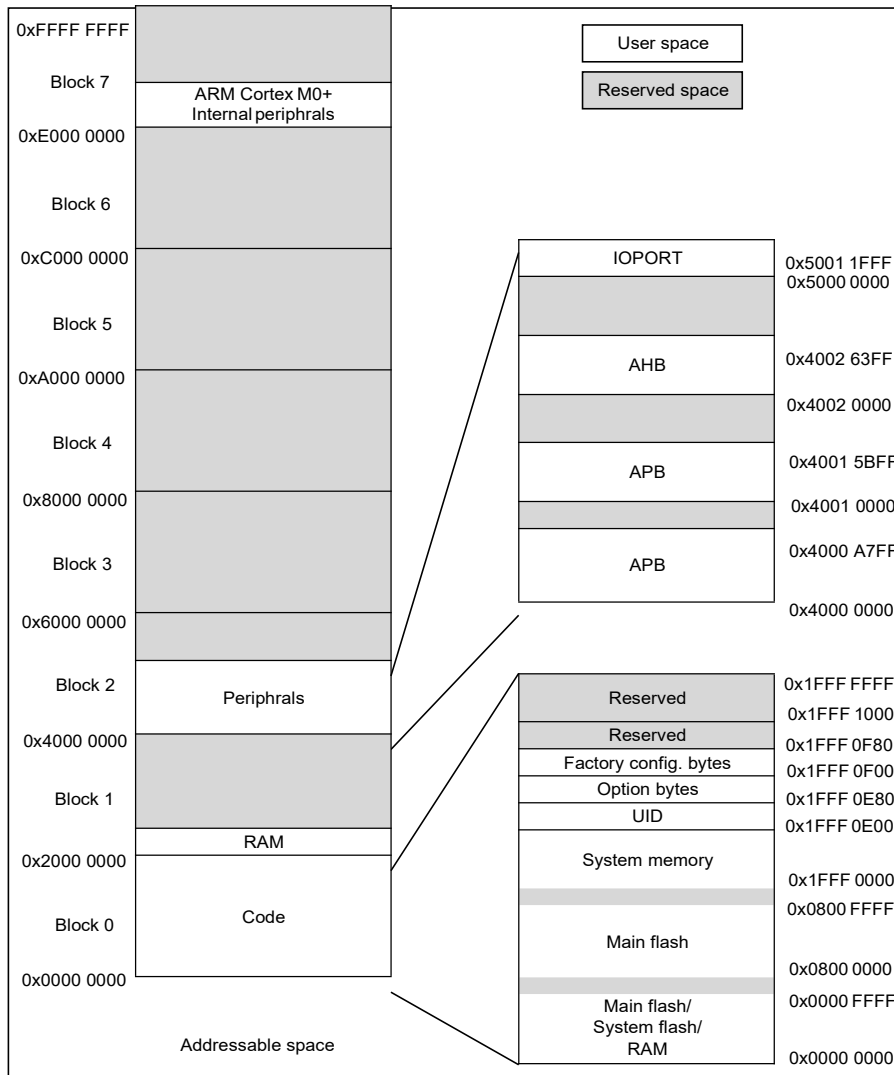 0xFFFF FFFF
Block 7
ARM Cortex M0+
Internal periphrals
0xE000 0000
Block 6
0xC000 0000
Block 5
0xA000 0000
Block 4
0x8000 0000
Block 3
0x6000 0000
Block 2
Periphrals
0x4000 0000
Block 1
RAM
0x2000 0000
Code
Block 0
0x0000 0000
Addressable space
User space
Reserved space
IOPORT
0x5001 1FFF
0x5000 0000
AHB
0x4002 63FF
0x4002 0000
APB
0x4001 5BFF
0x4001 0000
APB
0x4000 A7FF
0x4000 0000
Reserved
0x1FFF FFFF
0x1FFF 1000
Reserved
0x1FFF 0F80
Factory config. bytes
0x1FFF 0F00
Option bytes
0x1FFF 0E80
UID
0x1FFF 0E00
System memory
0x1FFF 0000
0x0800 FFFF
Main flash
0x0800 0000
0x0000 FFFF
Main flash/
System flash/
RAM
0x0000 0000